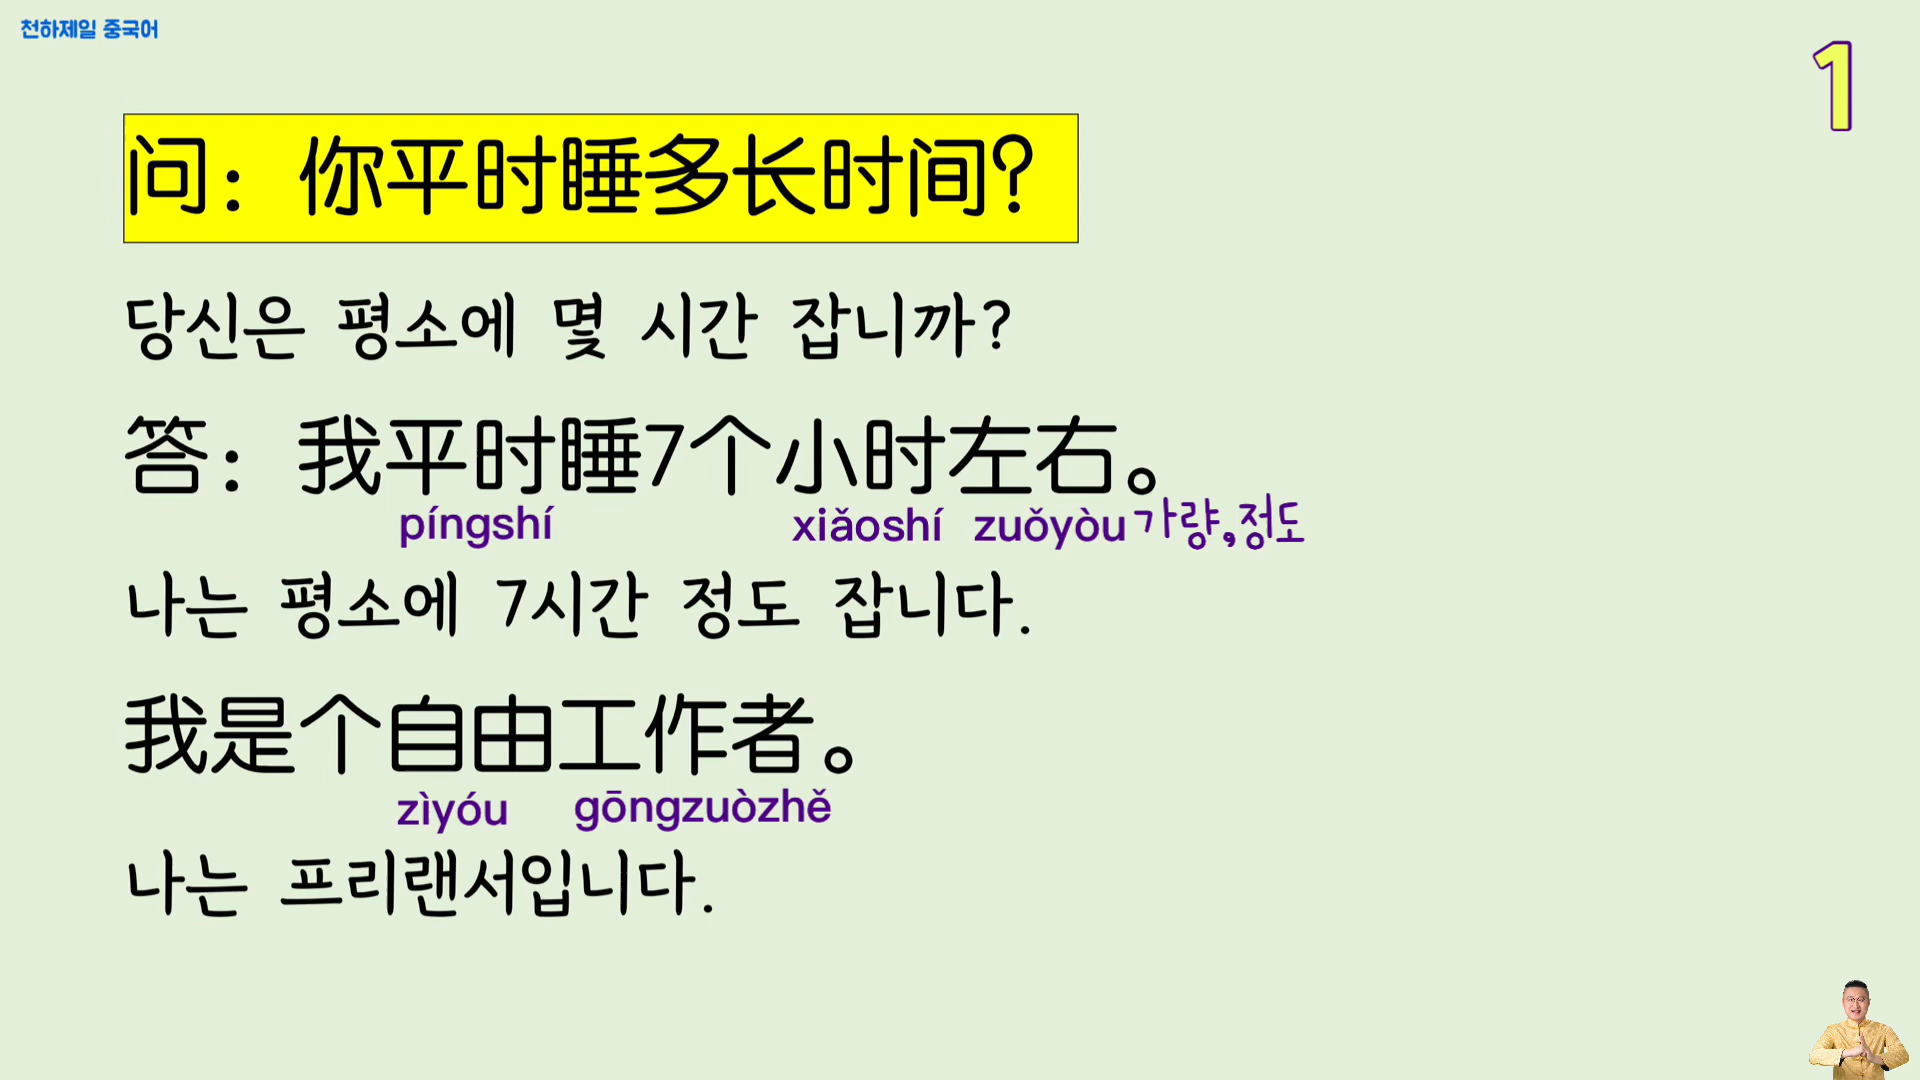 천하제일 중국어
1
问：你平时睡多长时间？
당신은 평소에 몇 시간 잡니까?
答：我平时睡7个小时左右。
píngshí xiǎoshí zuǒyòu 가량,정도
나는 평소에 7시간 정도 잡니다.
我是个自由工作者。
zìyóu gōngzuòzhě
나는 프리랜서입니다.